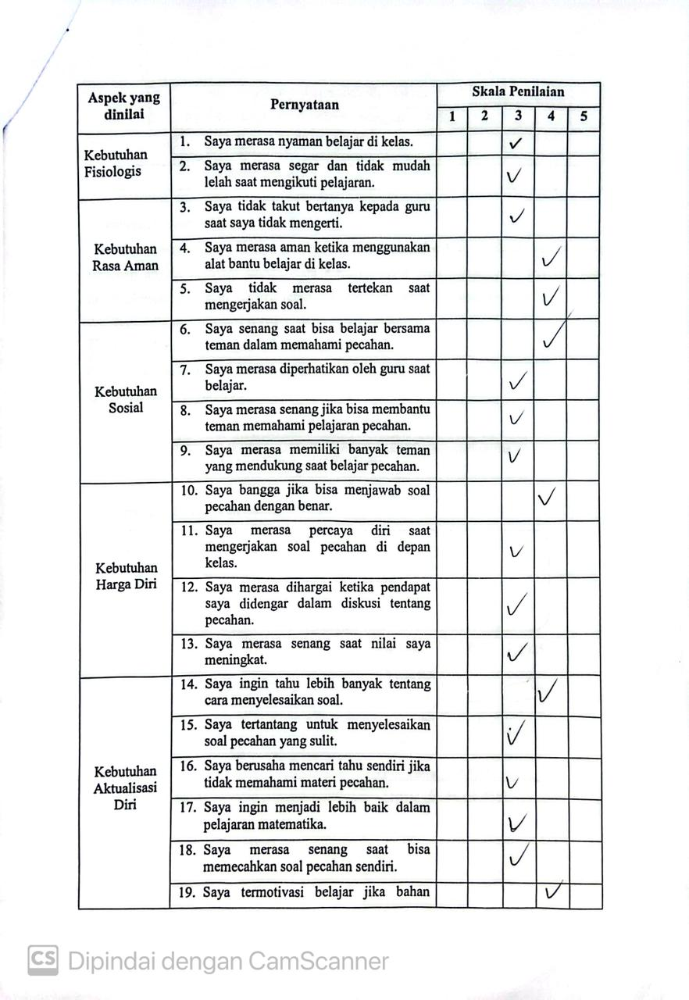 Aspek yang
dinilai
Pernyataan
Skala Penilaian
1 2 3 4 5
Kebutuhan
Fisiologis
1. Saya merasa nyaman belajar di kelas. ✓
2. Saya merasa segar dan tidak mudah
lelah saat mengikuti pelajaran. ✓
Kebutuhan
Rasa Aman
3. Saya tidak takut bertanya kepada guru
saat saya tidak mengerti. ✓
4. Saya merasa aman ketika menggunakan
alat bantu belajar di kelas. ✓
5. Saya tidak merasa tertekan saat
mengerjakan soal. ✓
Kebutuhan
Sosial
6. Saya senang saat bisa belajar bersama
teman dalam memahami pecahan. ✓
7. Saya merasa diperhatikan oleh guru saat
belajar. ✓
8. Saya merasa senang jika bisa membantu
teman memahami pelajaran pecahan. ✓
9. Saya merasa memiliki banyak teman
yang mendukung saat belajar pecahan. ✓
Kebutuhan
Harga Diri
10. Saya bangga jika bisa menjawab soal
pecahan dengan benar. ✓
11. Saya merasa percaya diri saat
mengerjakan soal pecahan di depan
kelas. ✓
12. Saya merasa dihargai ketika pendapat
saya didengar dalam diskusi tentang
pecahan. ✓
13. Saya merasa senang saat nilai saya
meningkat. ✓
Kebutuhan
Aktualisasi
Diri
14. Saya ingin tahu lebih banyak tentang
cara menyelesaikan soal. ✓
15. Saya tertantang untuk menyelesaikan
soal pecahan yang sulit. ✓
16. Saya berusaha mencari tahu sendiri jika
tidak memahami materi pecahan. ✓
17. Saya ingin menjadi lebih baik dalam
pelajaran matematika. ✓
18. Saya merasa senang saat bisa
memecahkan soal pecahan sendiri. ✓
19. Saya termotivasi belajar jika bahan ✓
CS Dipindai dengan CamScanner